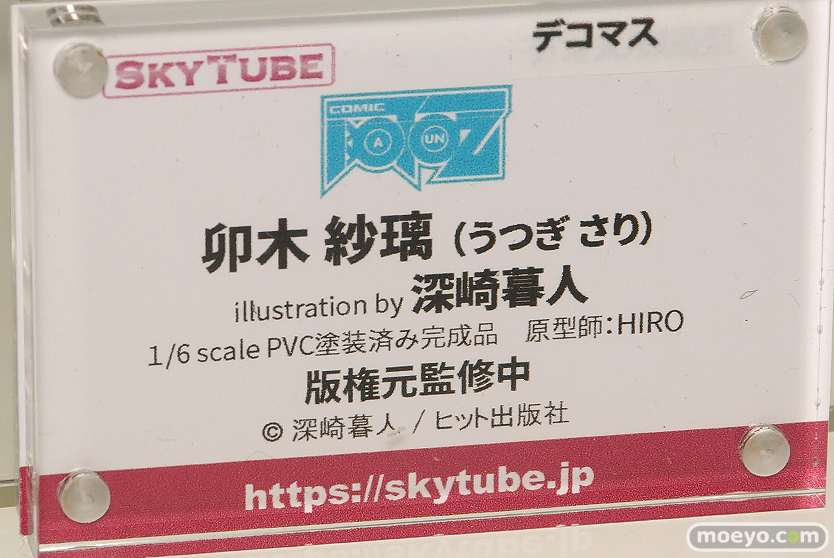 デコマス
SKYTUBE
COMIC
A UN
卯木 紗璃（うつぎ さり）
illustration by 深崎暮人
1/6 scale PVC塗装済み完成品　原型師：HIRO
版権元監修中
© 深崎暮人 / ヒット出版社
https://skytube.jp
moeyo.com